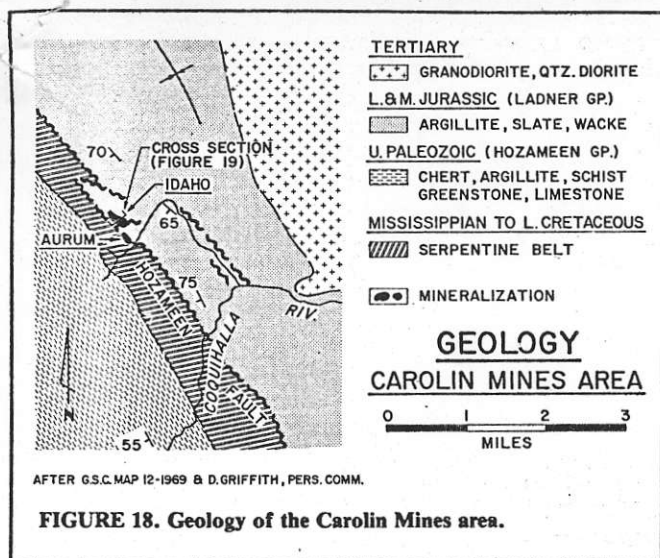 70
CROSS SECTION
(FIGURE 19)
IDAHO
65
AURUM
HOZAMEEN
75
RIV.
COQUIHALLA
FAULT
N
55
TERTIARY
GRANODIORITE, QTZ. DIORITE
L.& M. JURASSIC (LADNER GP.)
ARGILLITE, SLATE, WACKE
U. PALEOZOIC (HOZAMEEN GP.)
CHERT, ARGILLITE, SCHIST
GREENSTONE, LIMESTONE
MISSISSIPPIAN TO L. CRETACEOUS
SERPENTINE BELT
MINERALIZATION
GEOLOGY
CAROLIN MINES AREA
0 1 2 3
MILES
AFTER G.S.C. MAP 12-1969 & D. GRIFFITH, PERS. COMM.
FIGURE 18. Geology of the Carolin Mines area.